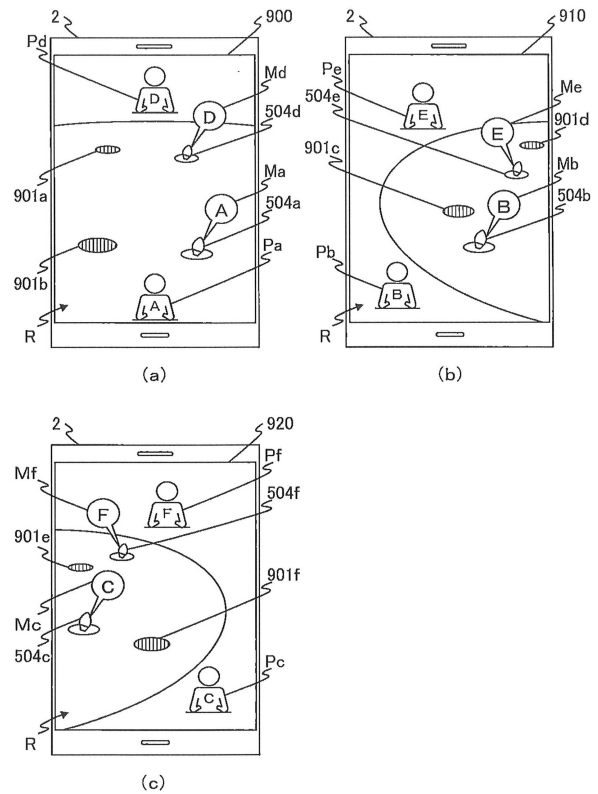 2 900
Pd
Md
D
D
504d
901a
Ma
A
504a
901b
Pa
A
R
(a)
2 910
Pe
504e
E
Me
901d
E
901c
Mb
B
504b
Pb
B
R
(b)
2 920
Mf
Pf
F
F
504f
901e
C
901f
Mc
504c
Pc
C
R
(c)